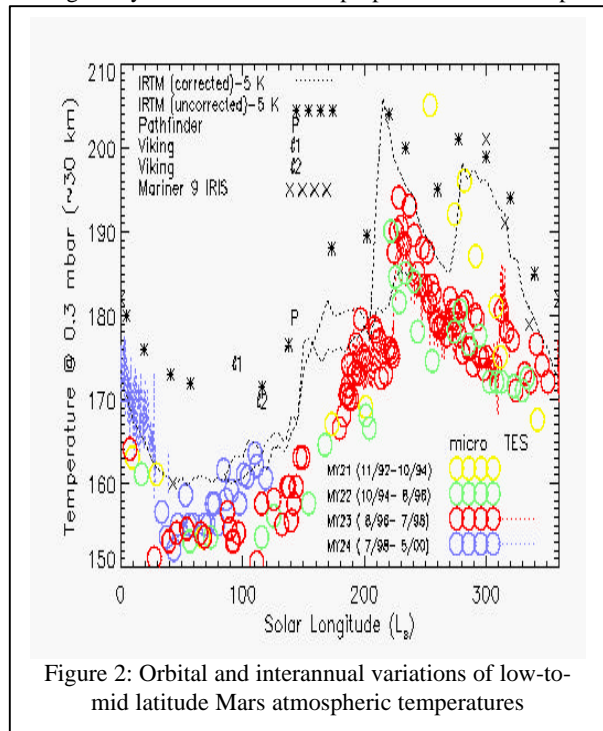 210
205
200
190
180
170
160
150
Temperature @ 0.3 mbar (~30 km)
IRTM (corrected)-5 K
IRTM (uncorrected)-5 K
Pathfinder P
Viking
Viking
Mariner 9 IRIS
P
micro TES
MY21 (11/92-10/94)
MY22 (10/94- 8/96)
MY23 ( 8/96- 7/98)
MY24 ( 7/98- 5/00)
0 100 200 300
Solar Longitude (Ls)
Figure 2: Orbital and interannual variations of low-to-
mid latitude Mars atmospheric temperatures